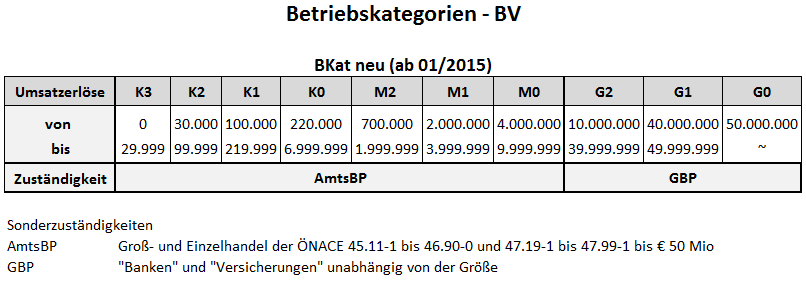 Betriebskategorien - BV
BKat neu (ab 01/2015)
Umsatzerlöse K3 K2 K1 K0 M2 M1 M0 G2 G1 G0
von 0 30.000 100.000 220.000 700.000 2.000.000 4.000.000 10.000.000 40.000.000 50.000.000
bis 29.999 99.999 219.999 6.999.999 1.999.999 3.999.999 9.999.999 39.999.999 49.999.999 ~
Zuständigkeit AmtsBP GBP
Sonderzuständigkeiten
AmtsBP Groß- und Einzelhandel der ÖNACE 45.11-1 bis 46.90-0 und 47.19-1 bis 47.99-1 bis € 50 Mio
GBP "Banken" und "Versicherungen" unabhängig von der Größe